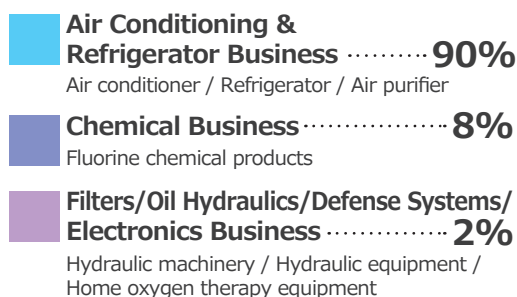 Air Conditioning &
Refrigerator Business ········· 90%
Air conditioner / Refrigerator / Air purifier
Chemical Business ················ 8%
Fluorine chemical products
Filters/Oil Hydraulics/Defense Systems/
Electronics Business ············· 2%
Hydraulic machinery / Hydraulic equipment /
Home oxygen therapy equipment